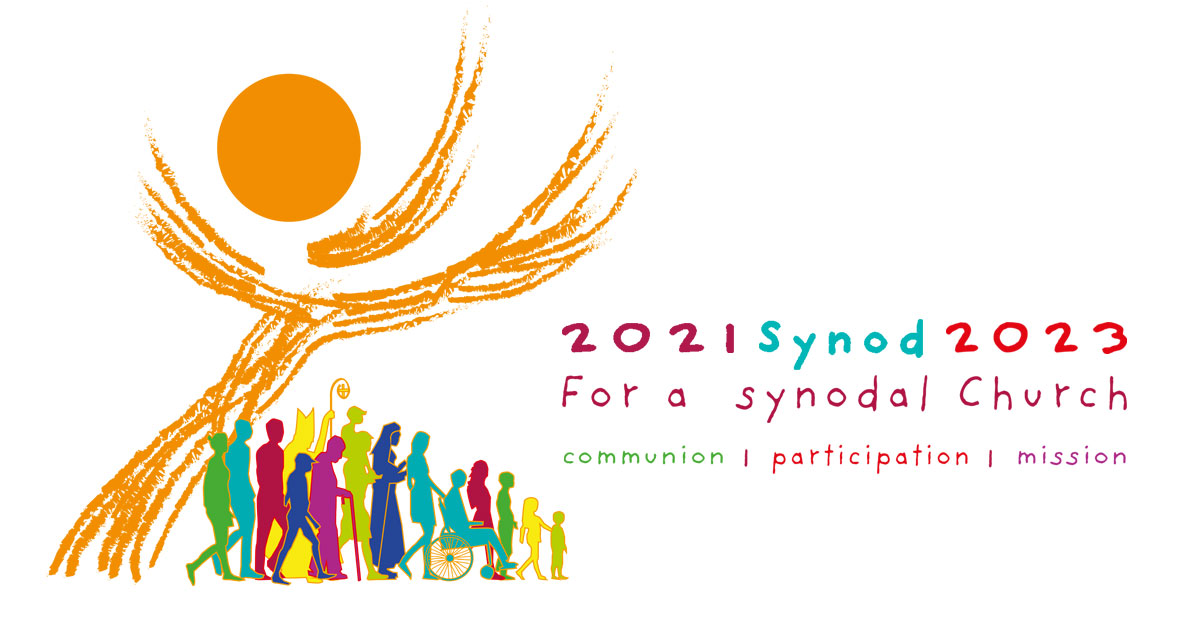 2021 Synod 2023
For a synodal Church
communion | participation | mission